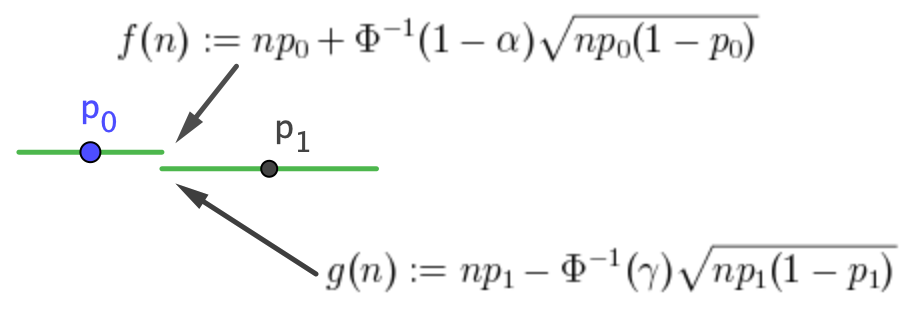 f(n) := np₀ + Φ⁻¹(1 − α)√np₀(1 − p₀)
p₀
p₁
g(n) := np₁ − Φ⁻¹(γ)√np₁(1 − p₁)